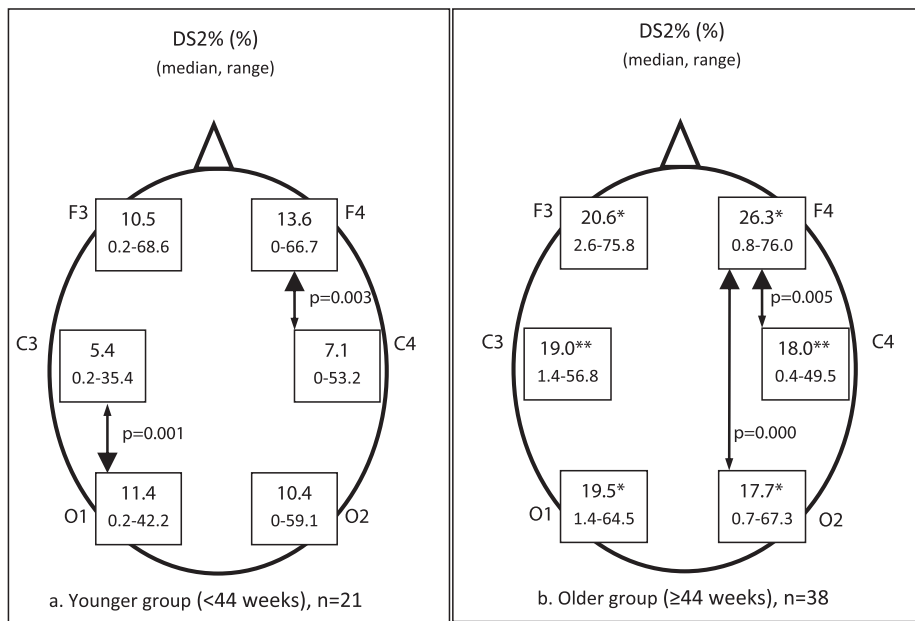 DS2% (%)
(median, range)
F3
10.5
0.2-68.6
13.6
0-66.7
F4
p=0.003
C3
5.4
0.2-35.4
7.1
0-53.2
C4
p=0.001
O1
11.4
0.2-42.2
10.4
0-59.1
O2
a. Younger group (<44 weeks), n=21
DS2% (%)
(median, range)
F3
20.6*
2.6-75.8
26.3*
0.8-76.0
F4
p=0.005
C3
19.0**
1.4-56.8
18.0**
0.4-49.5
C4
p=0.000
O1
19.5*
1.4-64.5
17.7*
0.7-67.3
O2
b. Older group (≥44 weeks), n=38